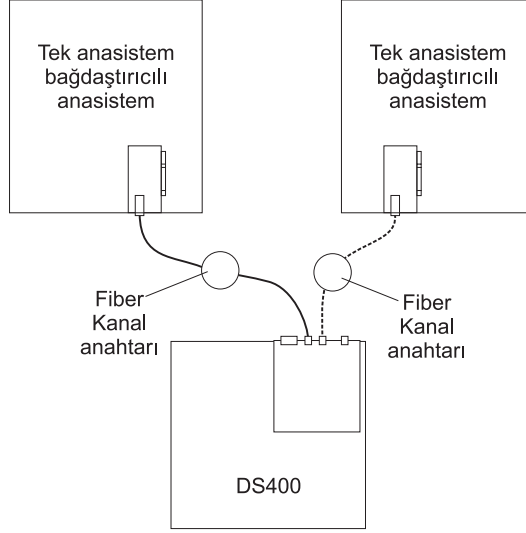 Tek anasistem
bağdaştırıcılı
anasistem
Tek anasistem
bağdaştırıcılı
anasistem
Fiber
Kanal
anahtarı
Fiber
Kanal
anahtarı
DS400